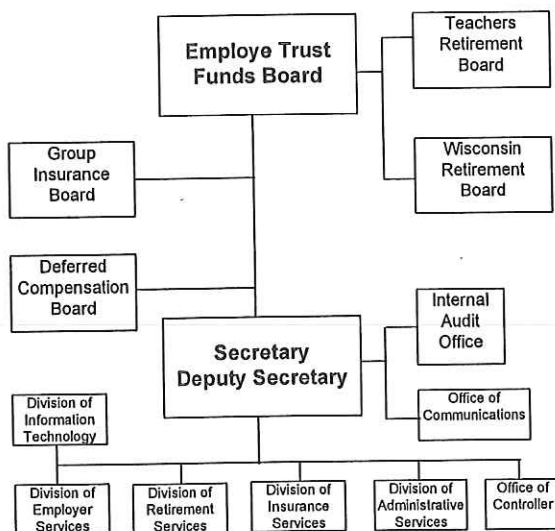 Employe Trust
Funds Board
Teachers
Retirement
Board
Group
Insurance
Board
Wisconsin
Retirement
Board
Deferred
Compensation
Board
Internal
Audit
Office
Secretary
Deputy Secretary
Division of
Information
Technology
Office of
Communications
Division of
Employer
Services
Division of
Retirement
Services
Division of
Insurance
Services
Division of
Administrative
Services
Office of
Controller